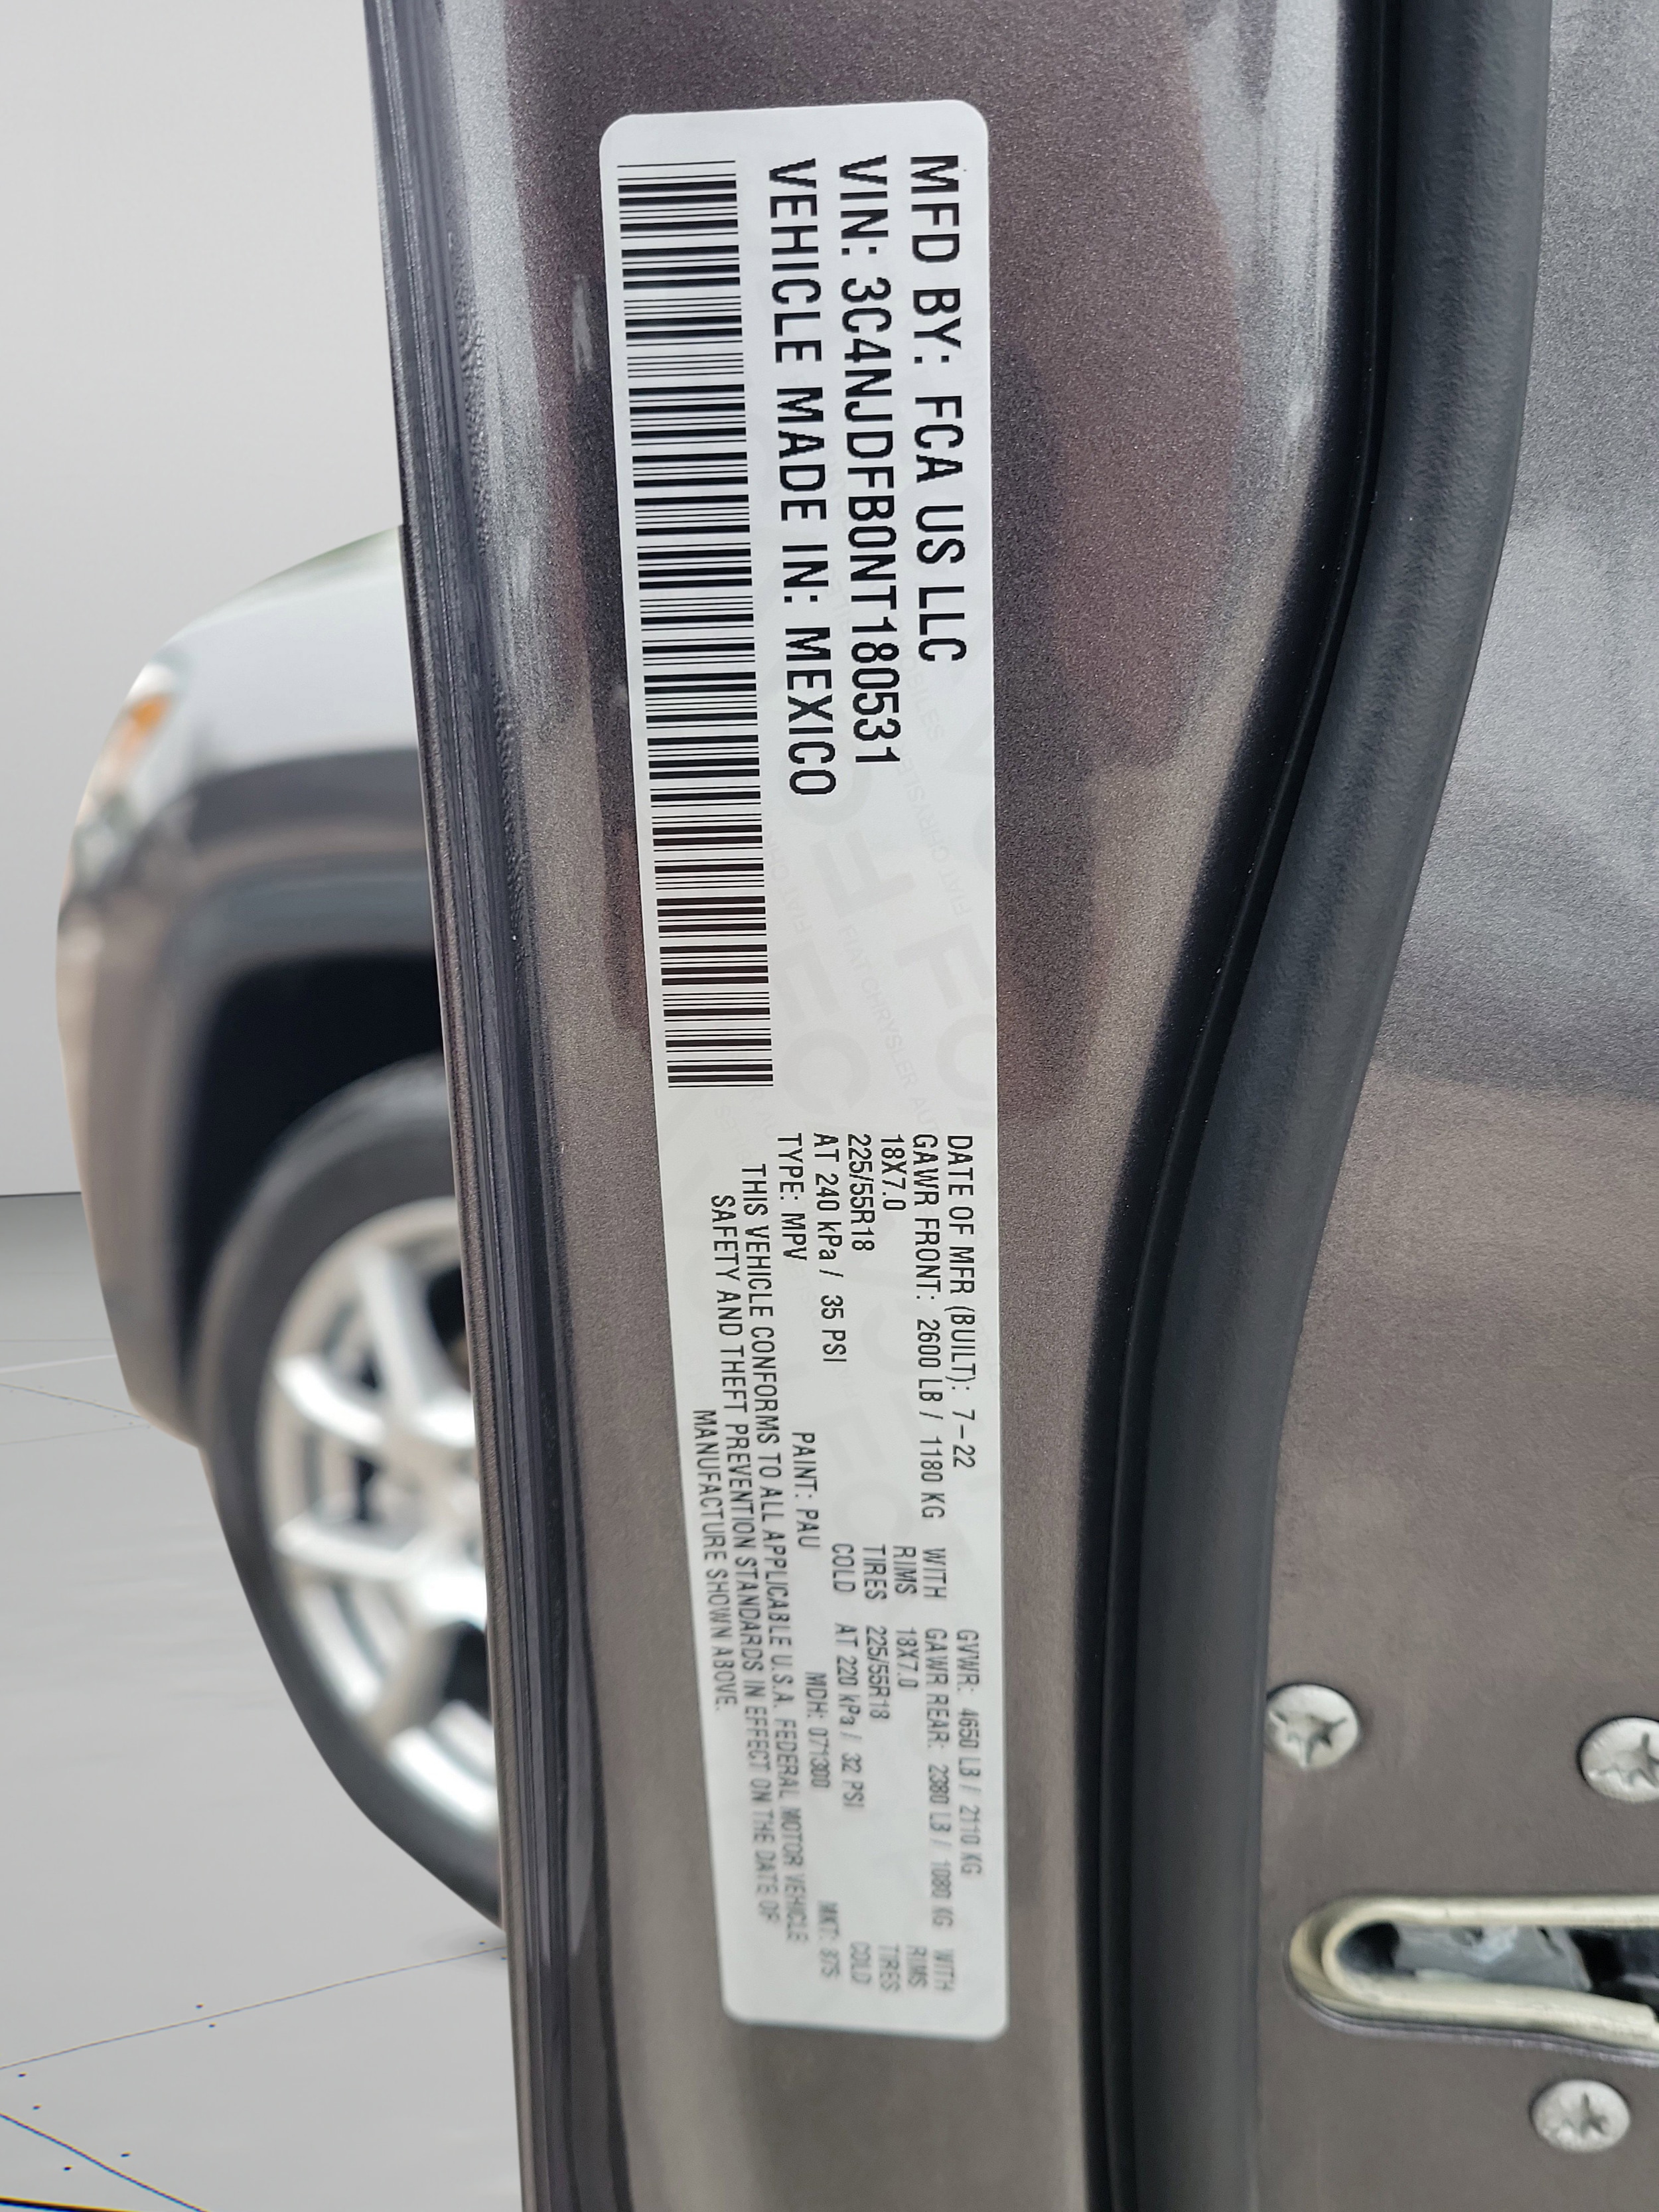 MFD BY: FCA US LLC
VIN: 3C4NJDFB0NT180531
VEHICLE MADE IN: MEXICO
DATE OF MFR (BUILT): 7-22 GVWR: 4650 LB / 2110 KG
GAWR FRONT: 2600 LB / 1180 KG WITH GAWR REAR: 2380 LB / 1080 KG WITH
18X7.0 RIMS 18X7.0 RIMS
225/55R18 TIRES 225/55R18 TIRES
AT 240 kPa / 35 PSI COLD AT 220 kPa / 32 PSI COLD
TYPE: MPV PAINT: PAU MDH: 071300 MKT:
THIS VEHICLE CONFORMS TO ALL APPLICABLE U.S.A. FEDERAL MOTOR VEHICLE
SAFETY AND THEFT PREVENTION STANDARDS IN EFFECT ON THE DATE OF
MANUFACTURE SHOWN ABOVE.
FIAT CHRYSLER